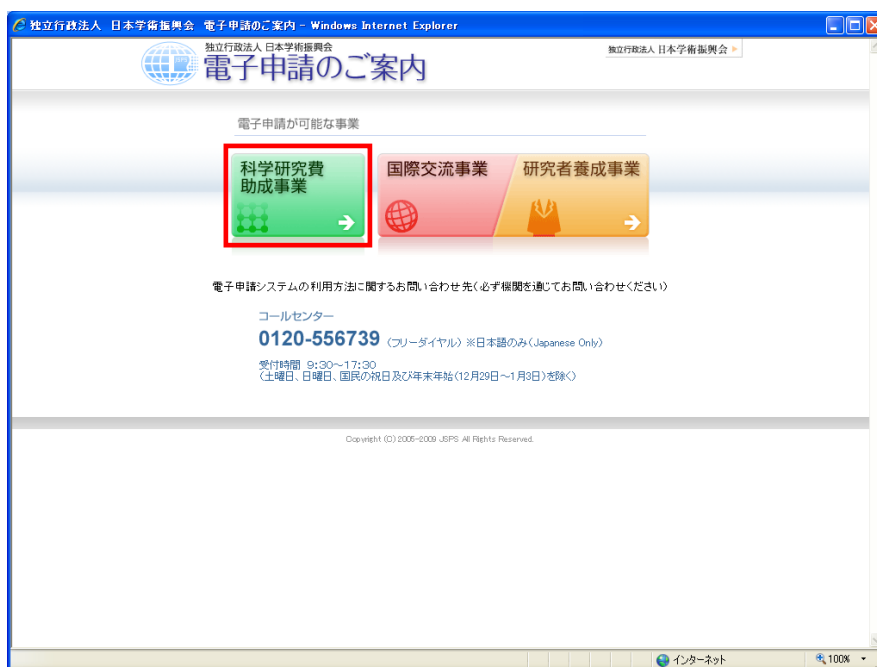 独立行政法人 日本学術振興会 電子申請のご案内 - Windows Internet Explorer
独立行政法人 日本学術振興会
電子申請のご案内
独立行政法人 日本学術振興会
電子申請が可能な事業
科学研究費
助成事業
国際交流事業
研究者養成事業
電子申請システムの利用方法に関するお問い合わせ先(必ず機関を通じてお問い合わせください)
コールセンター
0120-556739 (フリーダイヤル) ※日本語のみ(Japanese Only)
受付時間 9:30～17:30
(土曜日、日曜日、国民の祝日及び年末年始(12月29日～1月3日)を除く)
Copyright (C) 2005-2009 JSPS All Rights Reserved.
インターネット
100%